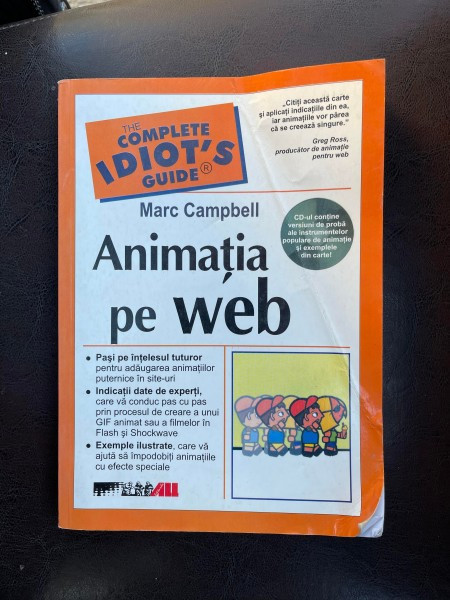 THE
COMPLETE
IDIOT'S
GUIDE®
„Citiți această carte
și aplicați indicațiile din ea,
iar animațiile vor părea
că se creează singure."
Greg Ross,
producător de animație
pentru web
Marc Campbell
CD-ul conține
versiuni de probă
ale instrumentelor
populare de animație
și exemplele
din carte!
Animația
pe web
• Pași pe înțelesul tuturor
pentru adăugarea animațiilor
puternice în site-uri
• Indicații date de experți,
care vă conduc pas cu pas
prin procesul de creare a unui
GIF animat sau a filmelor în
Flash și Shockwave
• Exemple ilustrate, care vă
ajută să împodobiți animațiile
cu efecte speciale
ALL